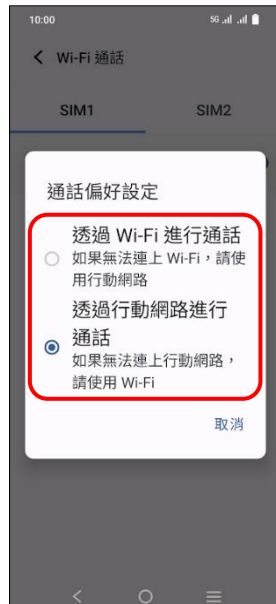 10:00
5G
Wi-Fi 通話
SIM1
SIM2
通話偏好設定
透過 Wi-Fi 進行通話
如果無法連上 Wi-Fi，請使
用行動網路
透過行動網路進行
通話
如果無法連上行動網路，
請使用 Wi-Fi
取消